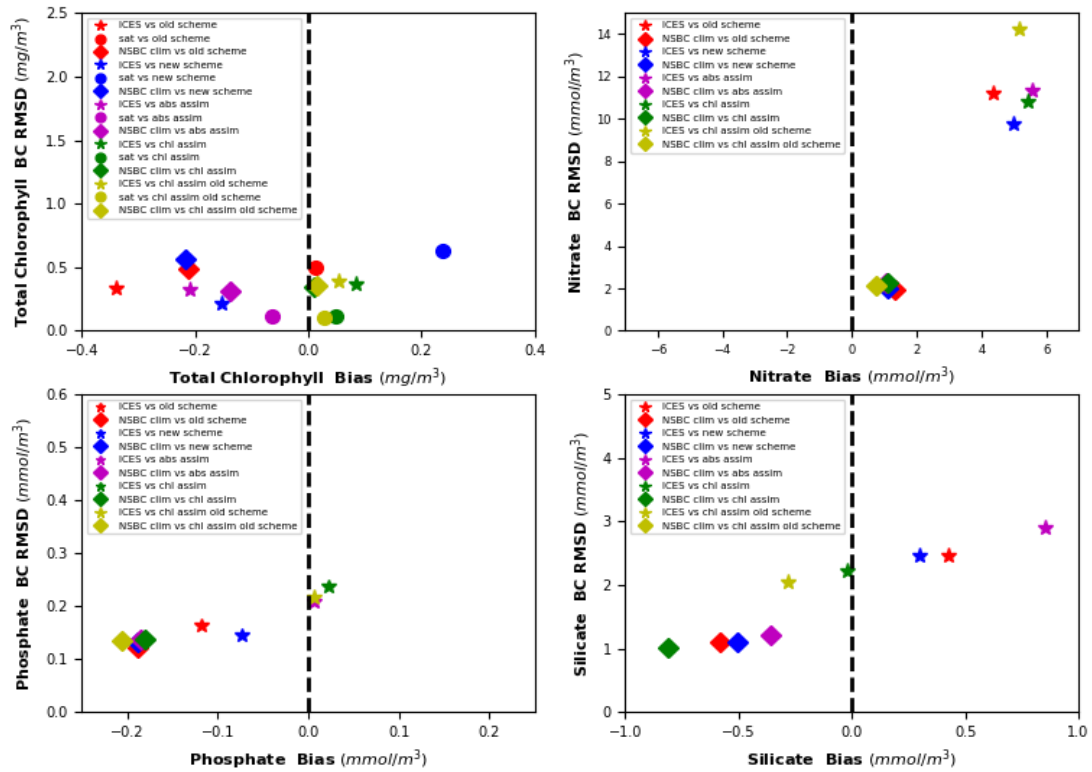 2.5
2.0
1.5
1.0
0.5
0.0
Total Chlorophyll BC RMSD (mg/m³)
ICES vs old scheme
sat vs old scheme
NSBC clim vs old scheme
ICES vs new scheme
sat vs new scheme
NSBC clim vs new scheme
ICES vs abs assim
sat vs abs assim
NSBC clim vs abs assim
ICES vs chl assim
sat vs chl assim
NSBC clim vs chl assim
ICES vs chl assim old scheme
sat vs chl assim old scheme
NSBC clim vs chl assim old scheme
−0.4 −0.2 0.0 0.2 0.4
Total Chlorophyll Bias (mg/m³)
14
12
10
8
6
4
2
0
Nitrate BC RMSD (mmol/m³)
ICES vs old scheme
NSBC clim vs old scheme
ICES vs new scheme
NSBC clim vs new scheme
ICES vs abs assim
NSBC clim vs abs assim
ICES vs chl assim
NSBC clim vs chl assim
ICES vs chl assim old scheme
NSBC clim vs chl assim old scheme
−6 −4 −2 0 2 4 6
Nitrate Bias (mmol/m³)
0.6
0.5
0.4
0.3
0.2
0.1
0.0
Phosphate BC RMSD (mmol/m³)
ICES vs old scheme
NSBC clim vs old scheme
ICES vs new scheme
NSBC clim vs new scheme
ICES vs abs assim
NSBC clim vs abs assim
ICES vs chl assim
NSBC clim vs chl assim
ICES vs chl assim old scheme
NSBC clim vs chl assim old scheme
−0.2 −0.1 0.0 0.1 0.2
Phosphate Bias (mmol/m³)
5
4
3
2
1
0
Silicate BC RMSD (mmol/m³)
ICES vs old scheme
NSBC clim vs old scheme
ICES vs new scheme
NSBC clim vs new scheme
ICES vs abs assim
NSBC clim vs abs assim
ICES vs chl assim
NSBC clim vs chl assim
ICES vs chl assim old scheme
NSBC clim vs chl assim old scheme
−1.0 −0.5 0.0 0.5 1.0
Silicate Bias (mmol/m³)